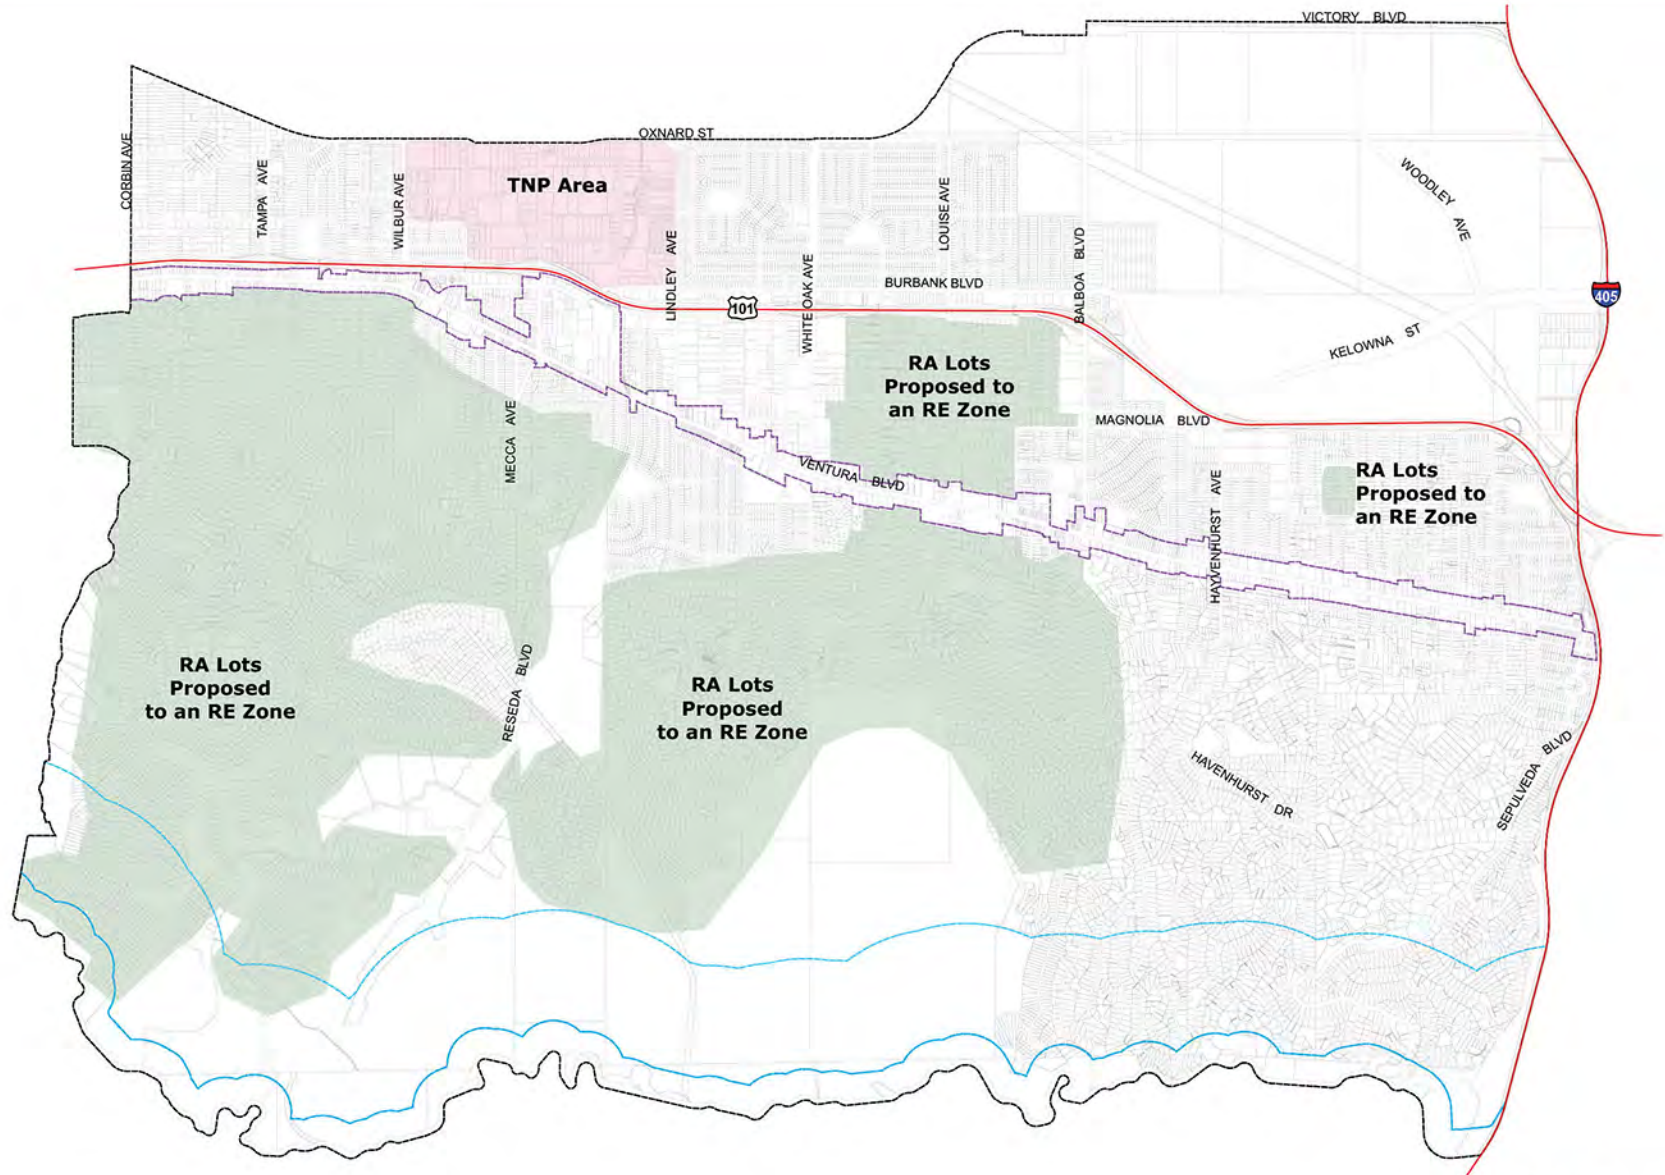 VICTORY BLVD
OXNARD ST
CORBIN AVE
TAMPA AVE
WILBUR AVE
TNP Area
LINDLEY AVE
WHITE OAK AVE
LOUISE AVE
BALBOA BLVD
WOODLEY AVE
BURBANK BLVD
101
405
KELOWNA ST
RA Lots
Proposed to
an RE Zone
MAGNOLIA BLVD
MECCA AVE
VENTURA BLVD
HAYVENHURST AVE
RA Lots
Proposed to
an RE Zone
RESEDA BLVD
RA Lots
Proposed
to an RE Zone
RA Lots
Proposed
to an RE Zone
HAVENHURST DR
SEPULVEDA BLVD